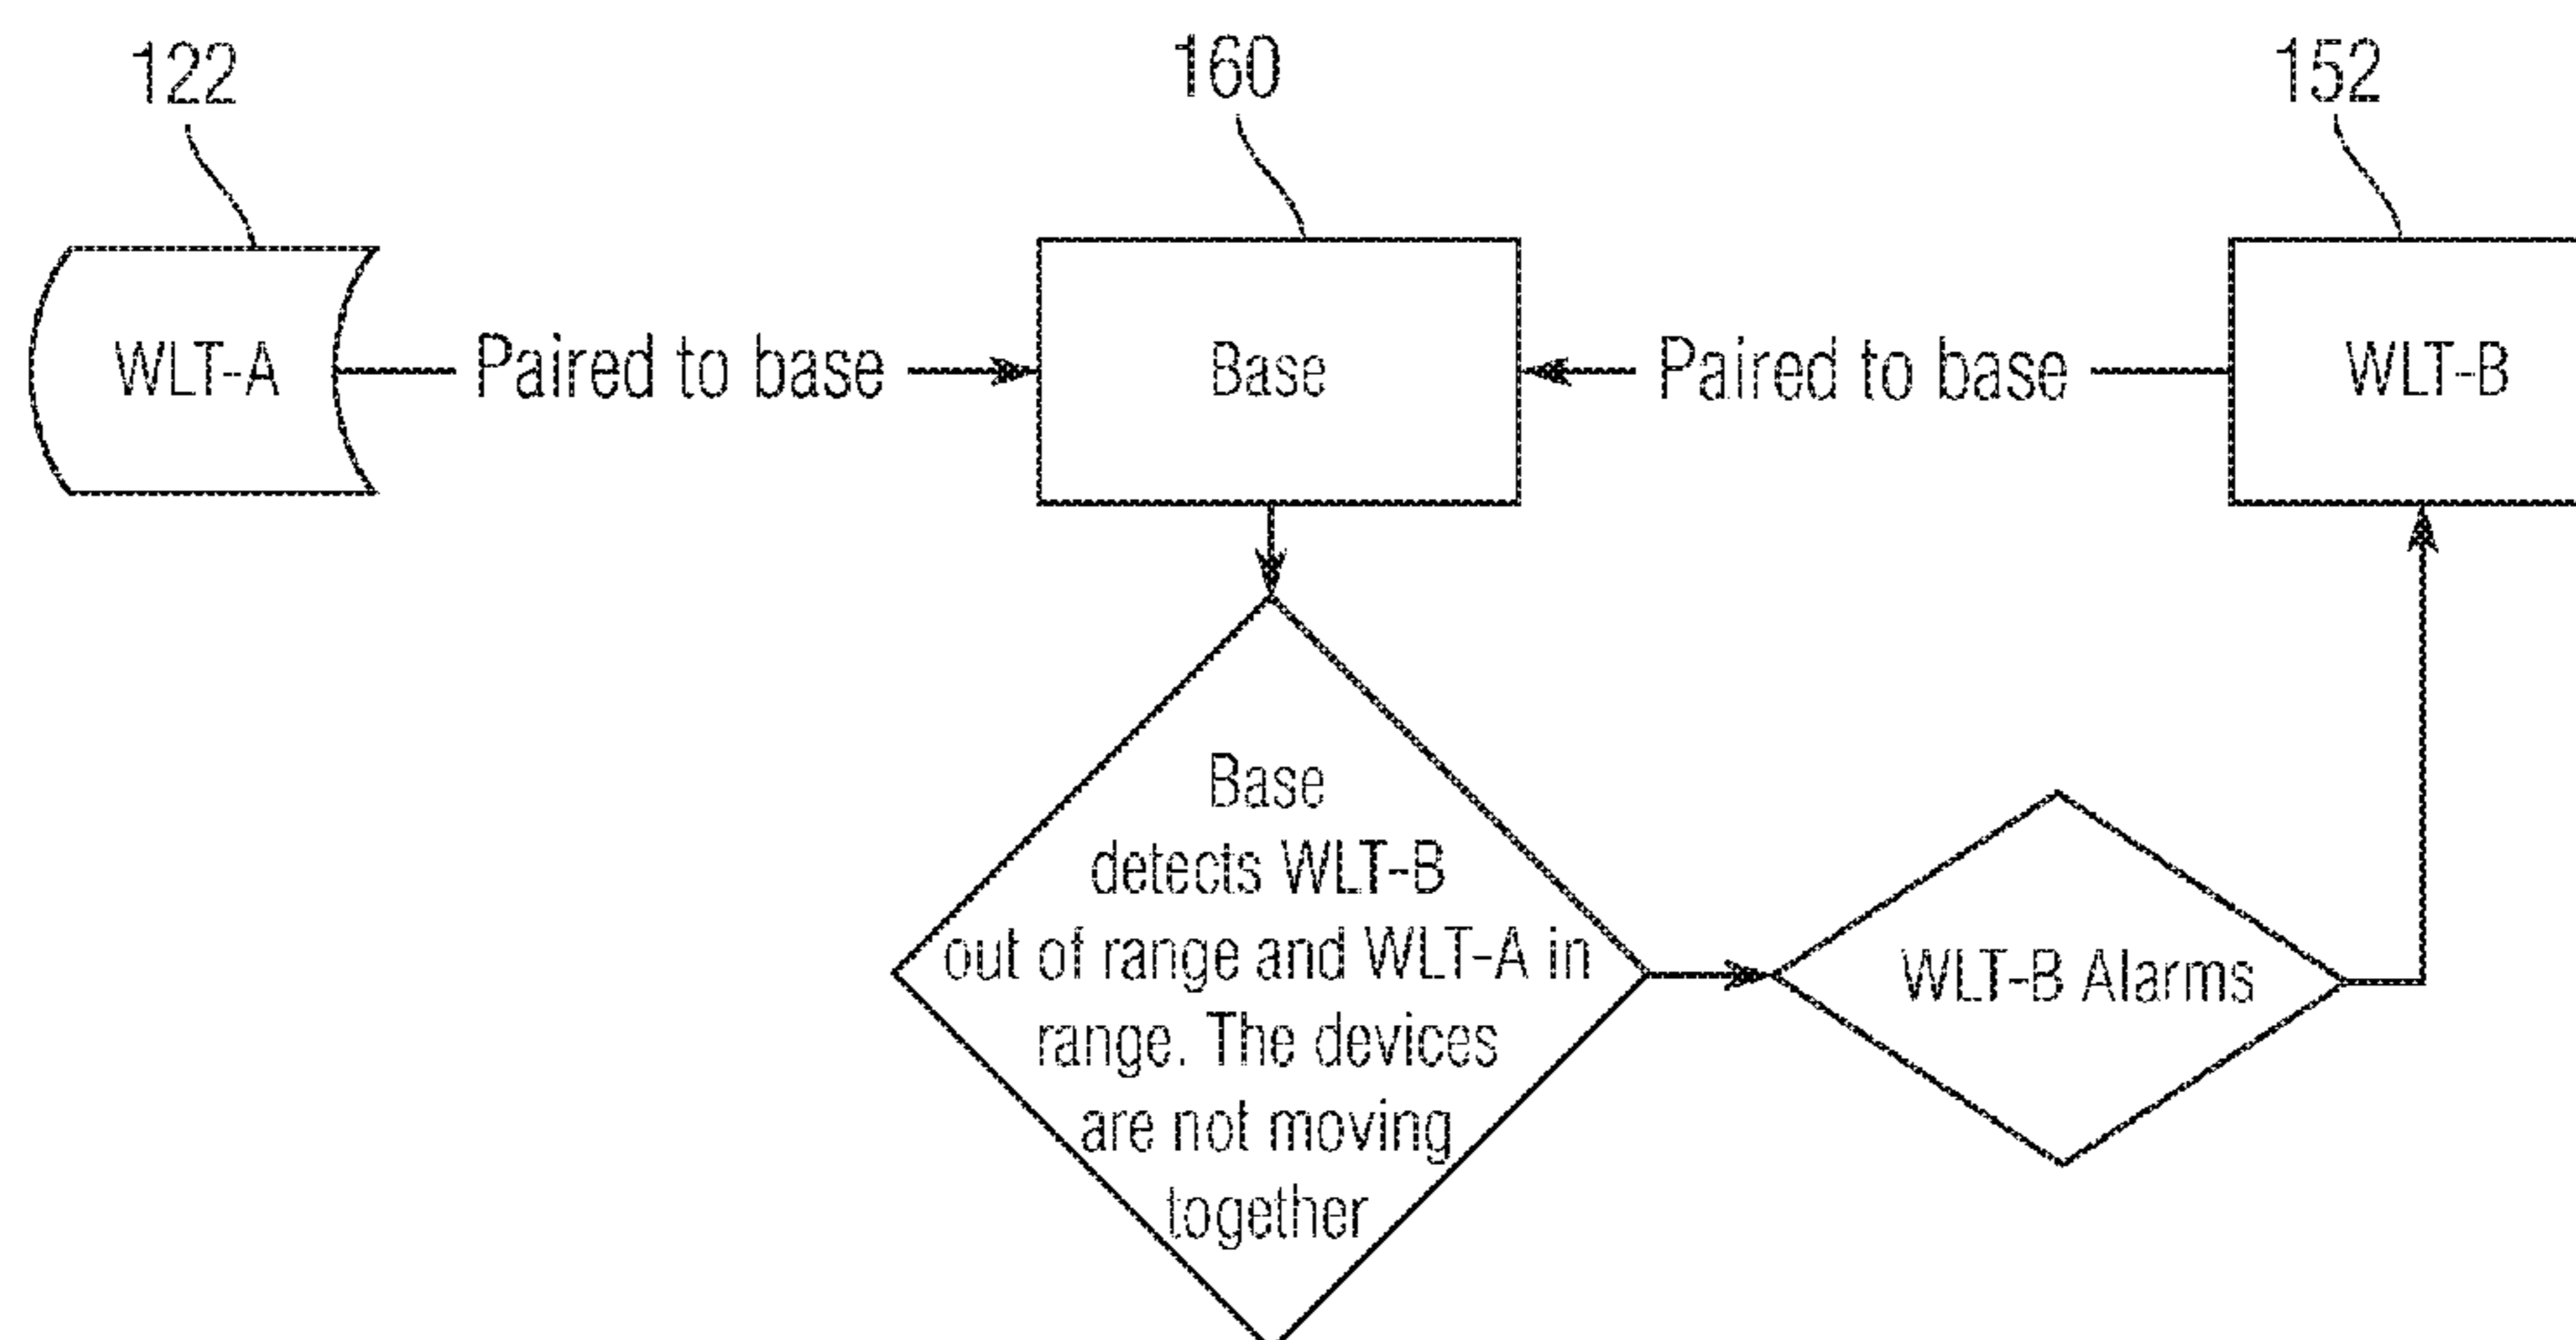 122
160
152
WLT-A
Paired to base
Base
Paired to base
WLT-B
Base
detects WLT-B
out of range and WLT-A in
range. The devices
are not moving
together
WLT-B Alarms